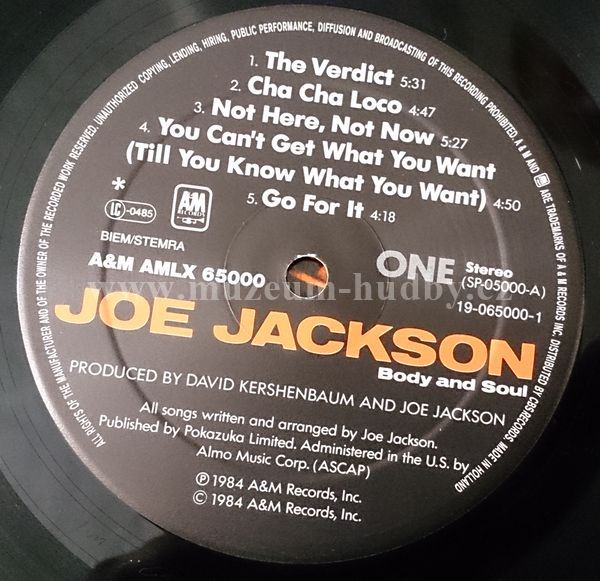 ALL RIGHTS OF THE MANUFACTURER AND OF THE OWNER OF THE RECORDED WORK RESERVED. UNAUTHORIZED COPYING, LENDING, HIRING, PUBLIC PERFORMANCE, DIFFUSION AND BROADCASTING OF THIS RECORDING PROHIBITED. A&M AND A&M RECORDS ARE TRADEMARKS OF A & M RECORDS INC. DISTRIBUTED BY CBS RECORDS. MADE IN HOLLAND
1. The Verdict 5:31
2. Cha Cha Loco 4:47
3. Not Here, Not Now 5:27
4. You Can't Get What You Want
(Till You Know What You Want) 4:50
5. Go For It 4:18
*
LC-0485
A&M
RECORDS
BIEM/STEMRA
A&M AMLX 65000
ONE
Stereo
(SP-05000-A)
19-065000-1
www.muzeum-hudby.cz
JOE JACKSON
Body and Soul
PRODUCED BY DAVID KERSHENBAUM AND JOE JACKSON
All songs written and arranged by Joe Jackson.
Published by Pokazuka Limited. Administered in the U.S. by
Almo Music Corp. (ASCAP)
℗ 1984 A&M Records, Inc.
© 1984 A&M Records, Inc.